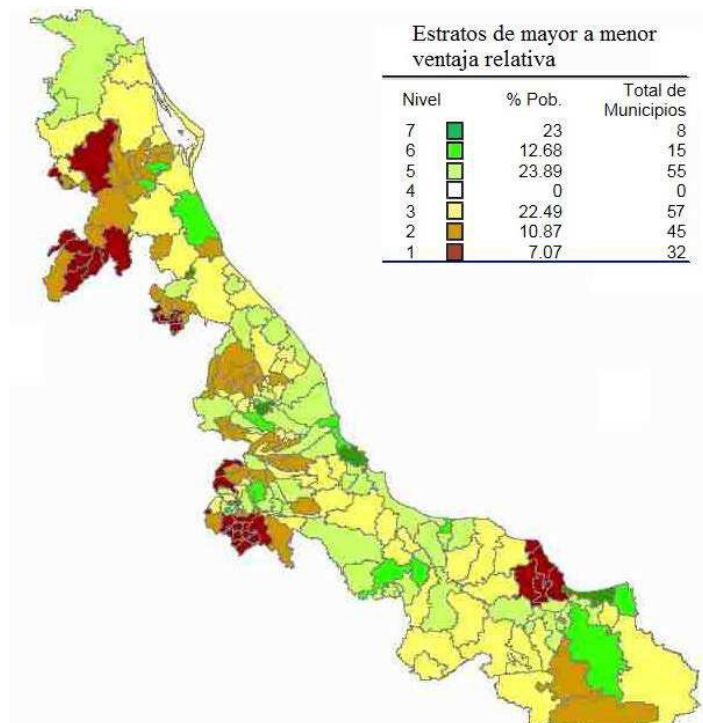 Estratos de mayor a menor
ventaja relativa
Nivel % Pob. Total de
Municipios
7 23 8
6 12.68 15
5 23.89 55
4 0 0
3 22.49 57
2 10.87 45
1 7.07 32